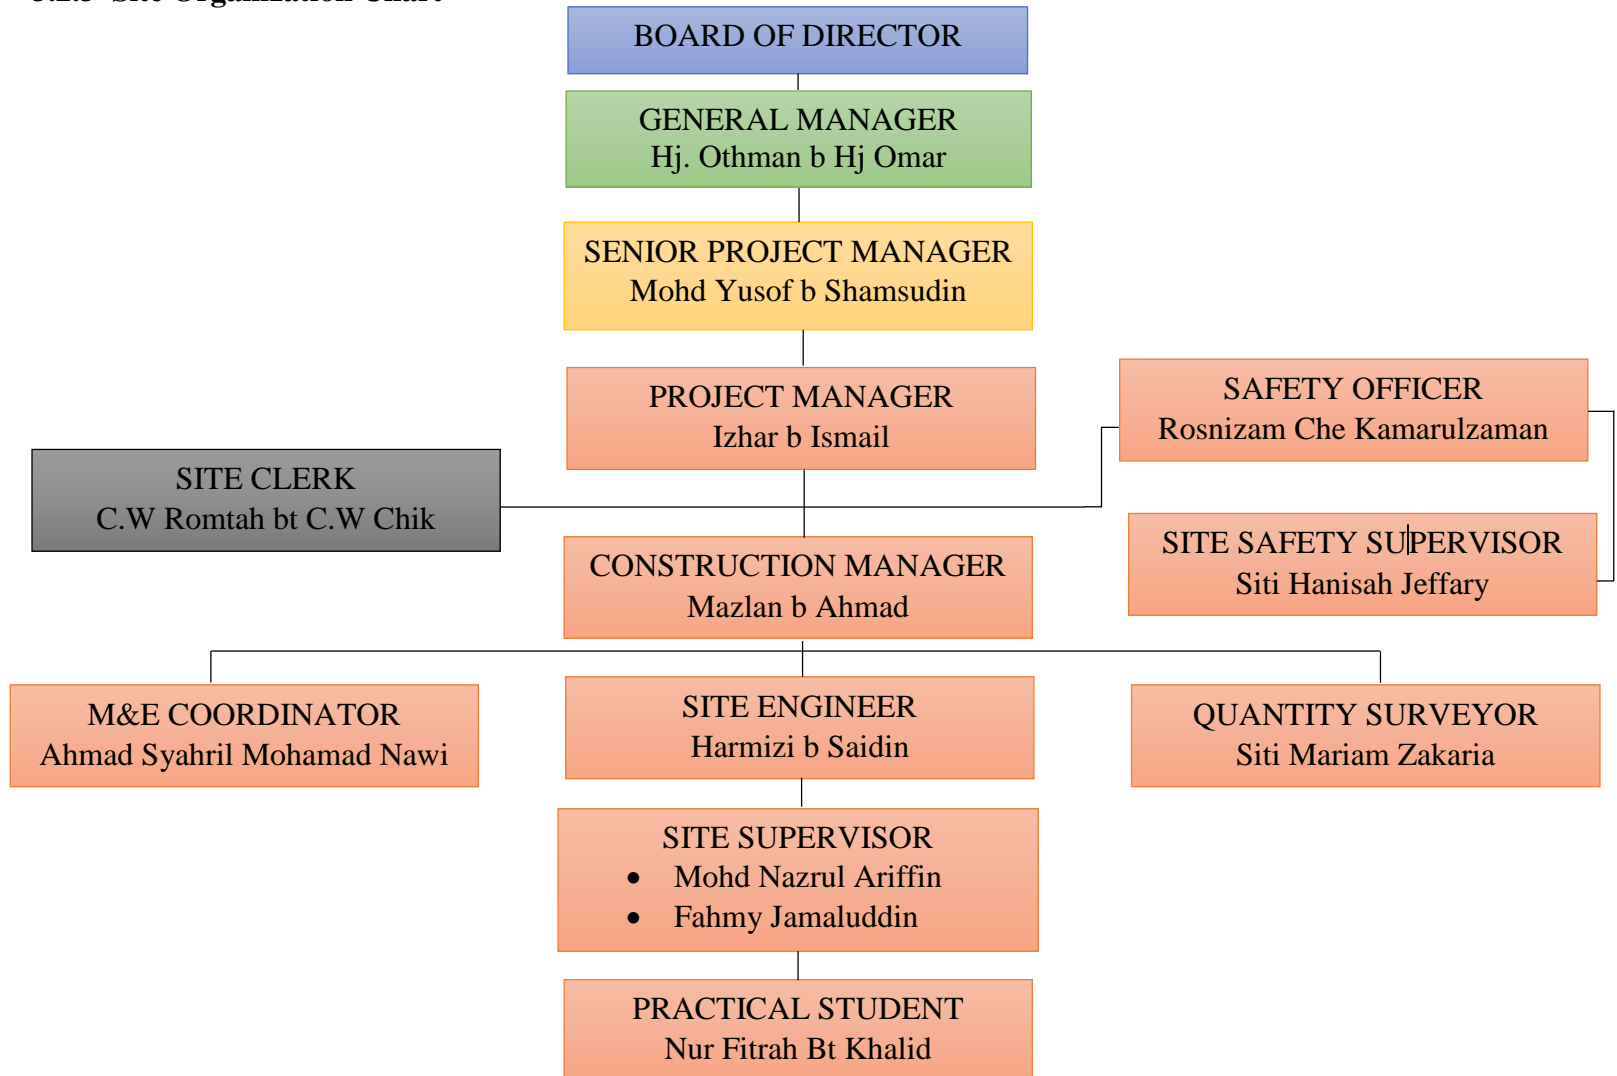 Site Organization Chart
BOARD OF DIRECTOR
GENERAL MANAGER
Hj. Othman b Hj Omar
SENIOR PROJECT MANAGER
Mohd Yusof b Shamsudin
PROJECT MANAGER
Izhar b Ismail
SAFETY OFFICER
Rosnizam Che Kamarulzaman
SITE CLERK
C.W Romtah bt C.W Chik
SITE SAFETY SUPERVISOR
Siti Hanisah Jeffary
CONSTRUCTION MANAGER
Mazlan b Ahmad
M&E COORDINATOR
Ahmad Syahril Mohamad Nawi
SITE ENGINEER
Harmizi b Saidin
QUANTITY SURVEYOR
Siti Mariam Zakaria
SITE SUPERVISOR
• Mohd Nazrul Ariffin
• Fahmy Jamaluddin
PRACTICAL STUDENT
Nur Fitrah Bt Khalid